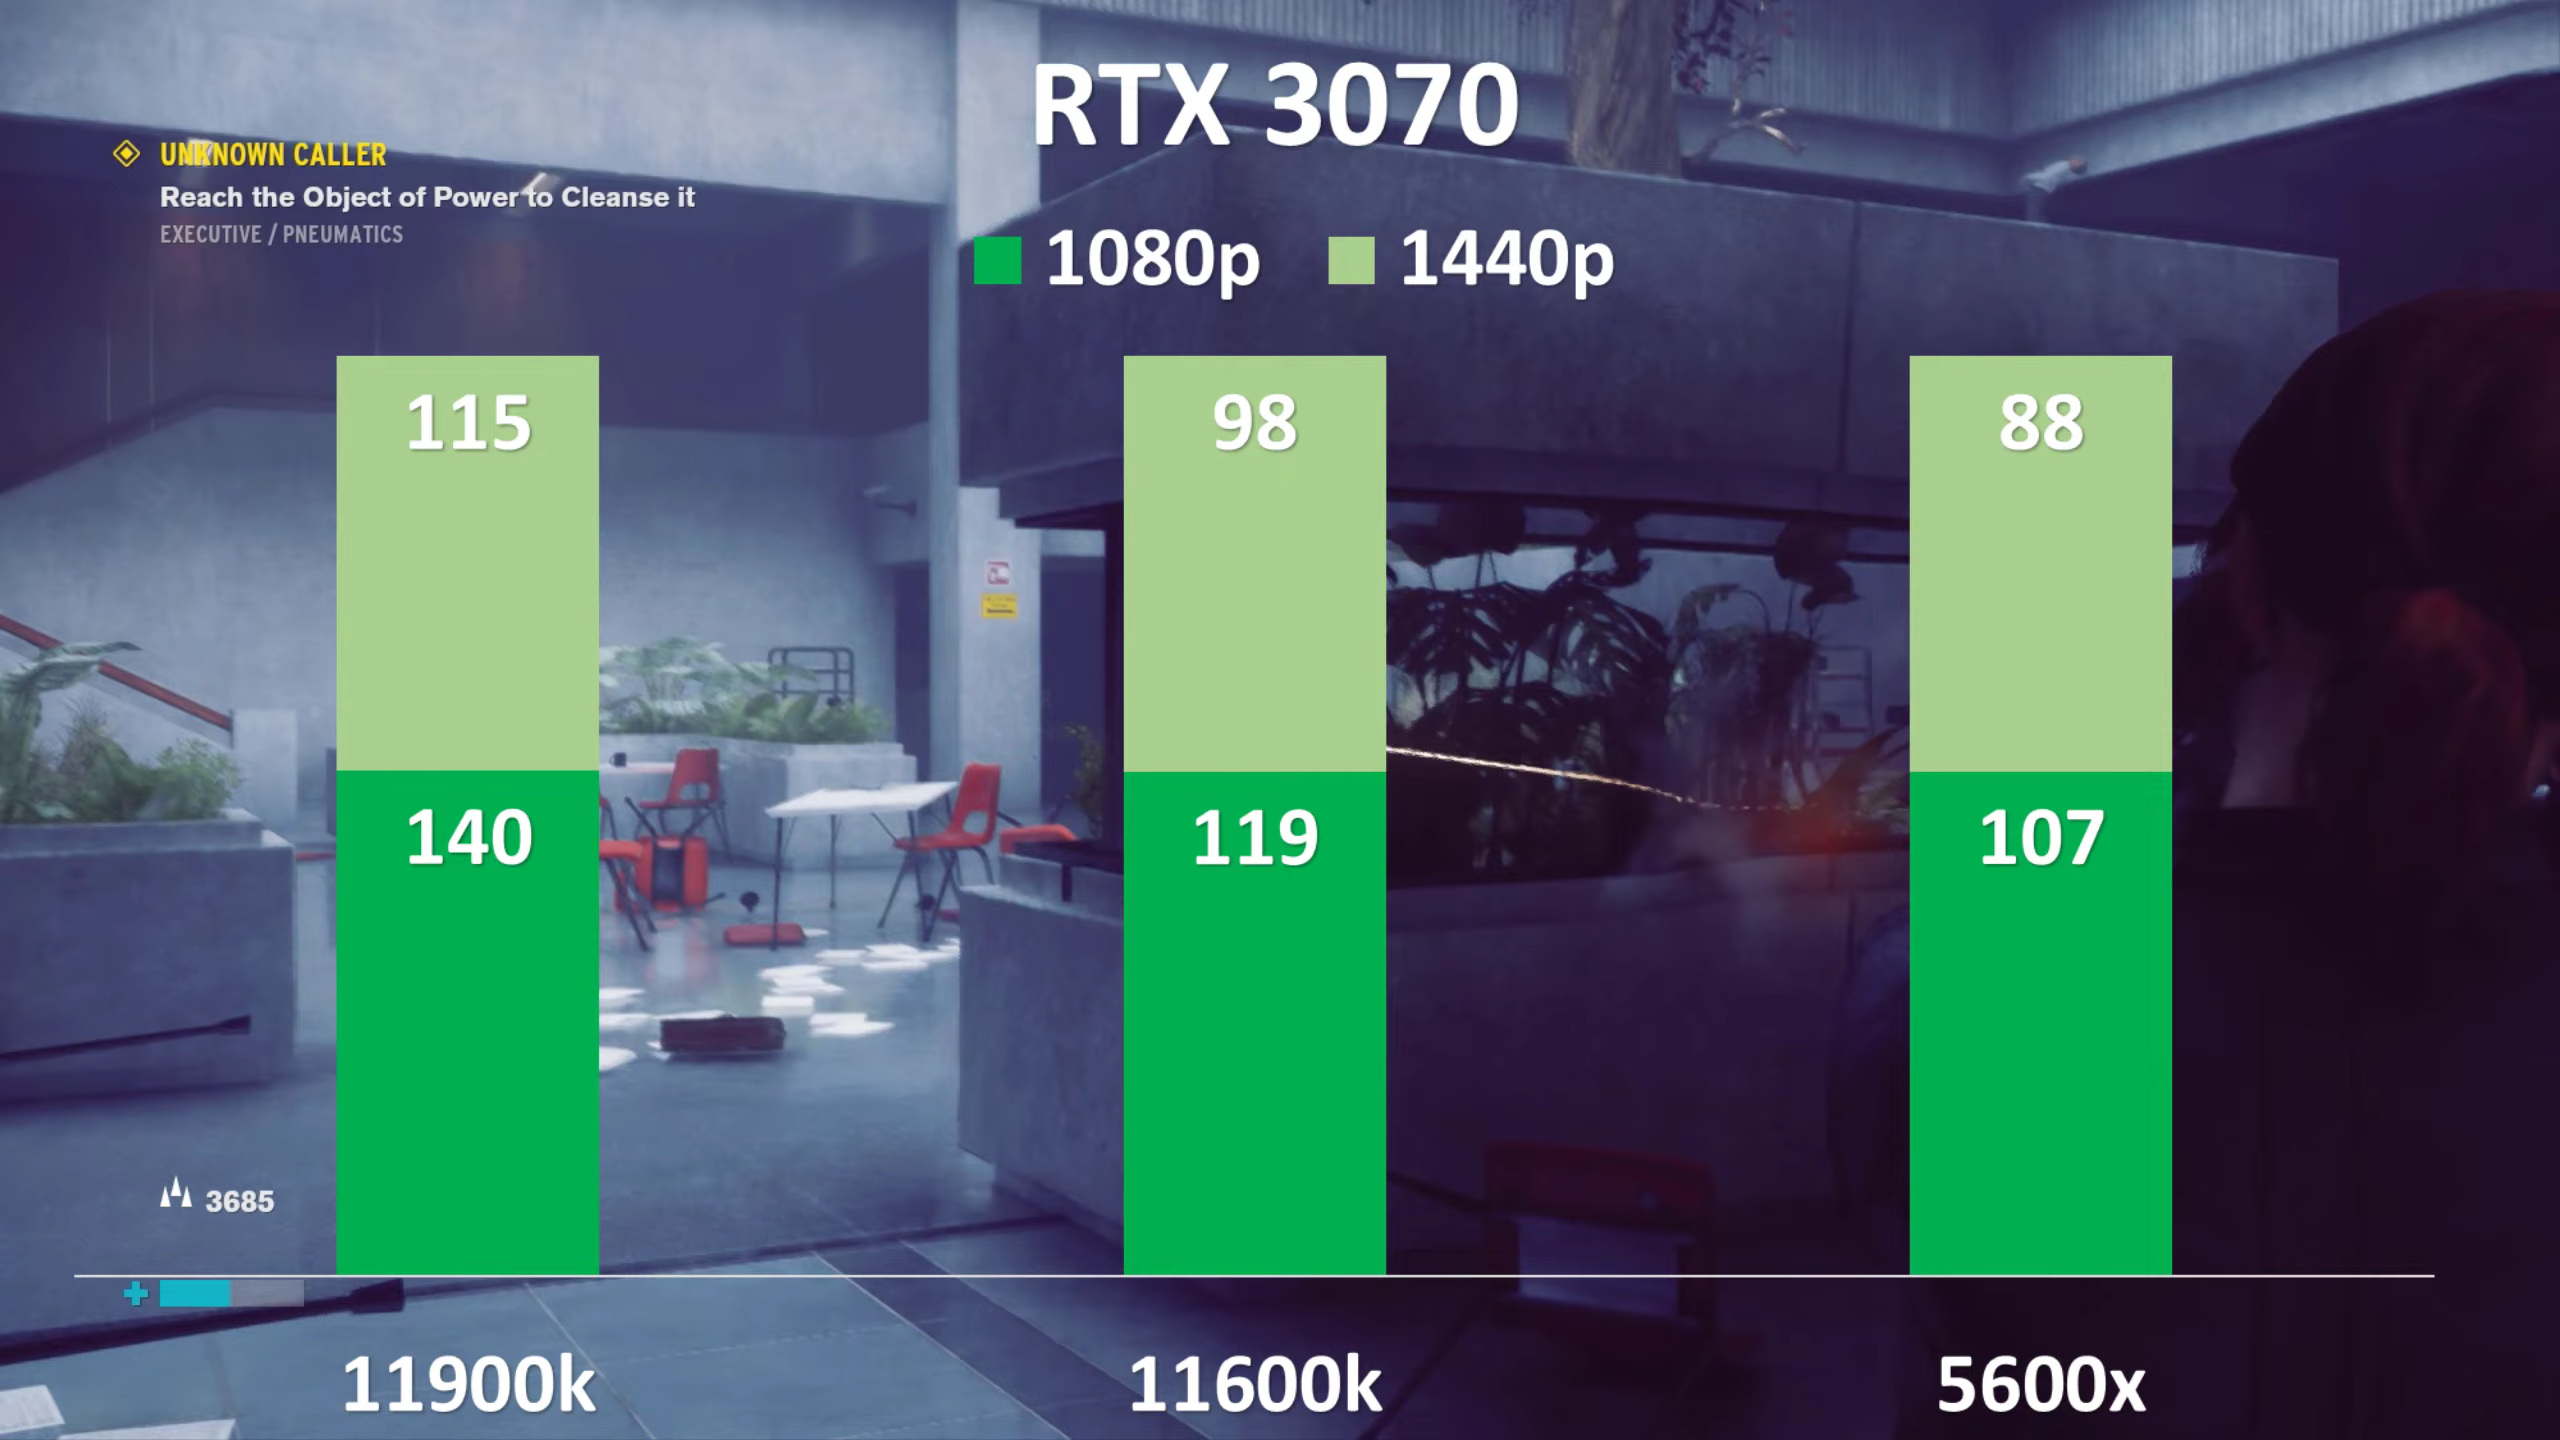 RTX 3070
UNKNOWN CALLER
Reach the Object of Power to Cleanse it
EXECUTIVE / PNEUMATICS
1080p 1440p
115 98 88
140 119 107
3685
11900k 11600k 5600x